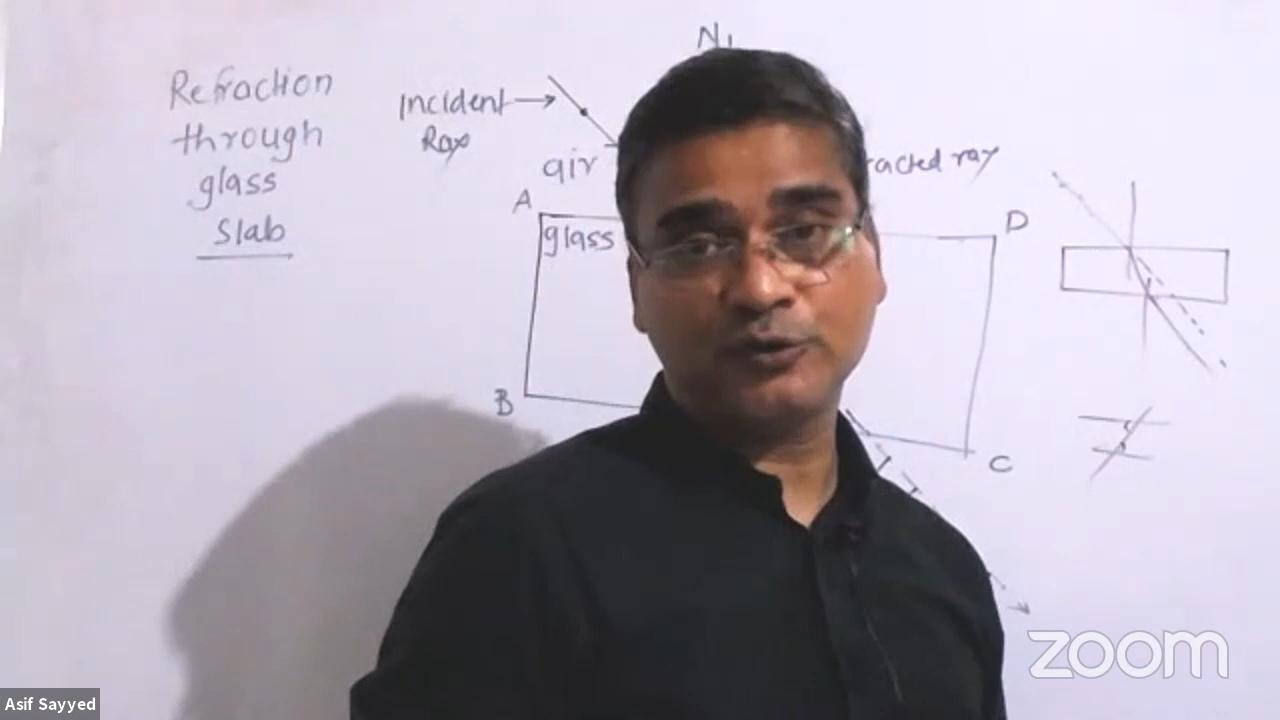 Refraction
through
glass
slab
N1
Incident
Ray
air
racted ray
A
glass
D
B
C
zoom
Asif Sayyed